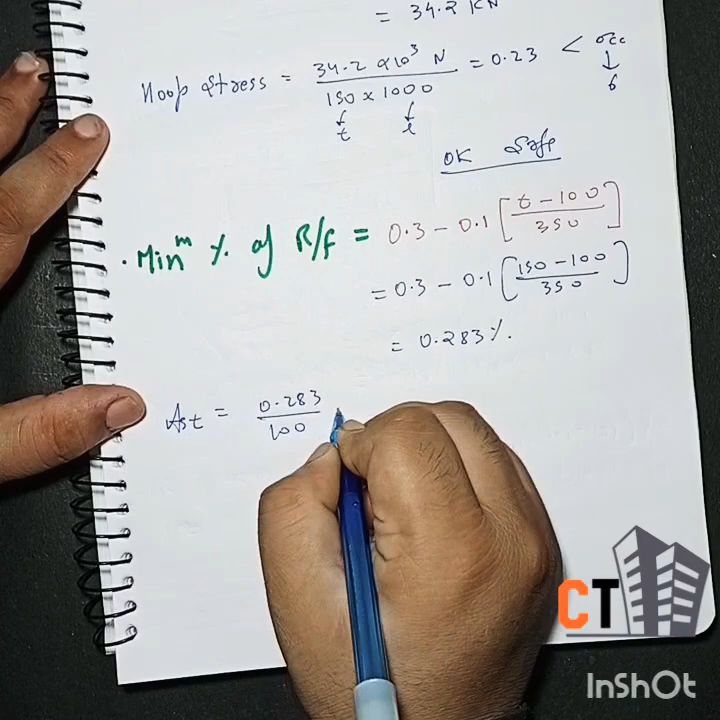 = 34.2 KN
Hoop Stress = 34.2 x10³ N / 150 x 1000 = 0.23 < σcc
↓ t ↓ l ↓ 6
OK Safe
. Minᵐ % of R/f = 0.3 - 0.1 [t - 100 / 350]
= 0.3 - 0.1 [150 - 100 / 350]
= 0.283 %.
Ast = 0.283 / 100
CT
InShOt